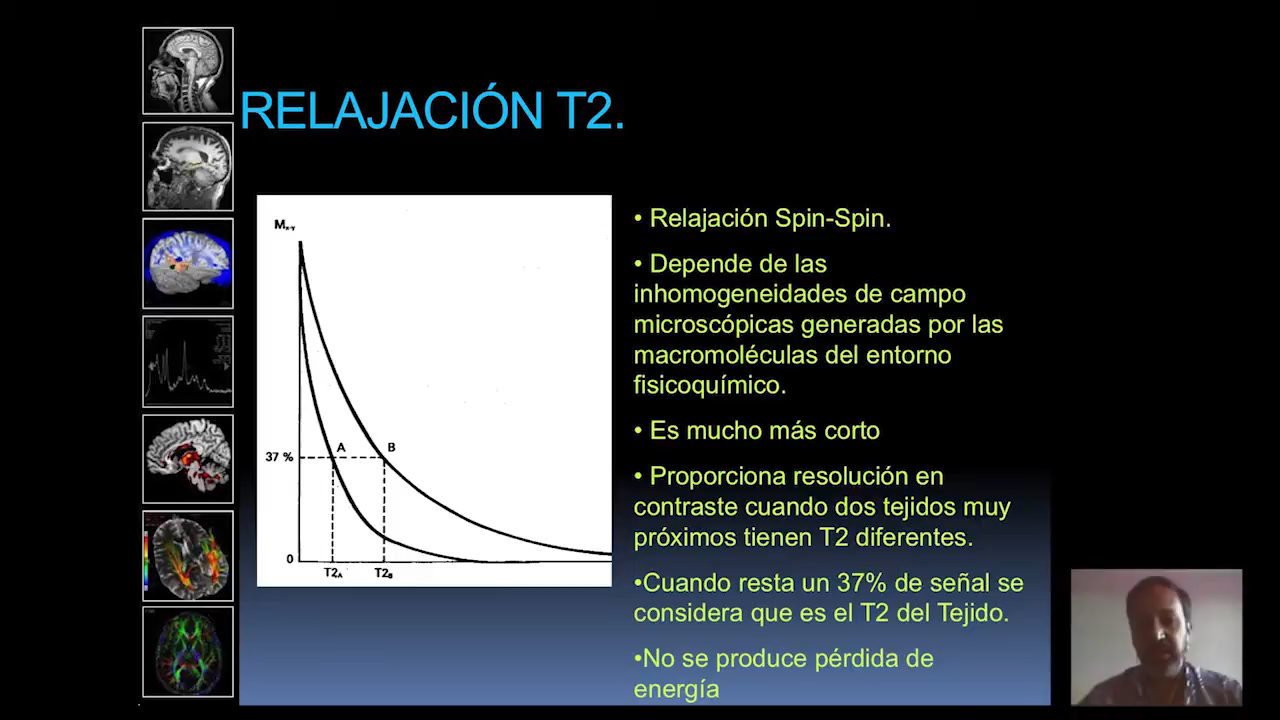 RELAJACIÓN T2.
Mx-y
A
B
37 %
0
T2A
T2B
• Relajación Spin-Spin.
• Depende de las
inhomogeneidades de campo
microscópicas generadas por las
macromoléculas del entorno
fisicoquímico.
• Es mucho más corto
• Proporciona resolución en
contraste cuando dos tejidos muy
próximos tienen T2 diferentes.
•Cuando resta un 37% de señal se
considera que es el T2 del Tejido.
•No se produce pérdida de
energía